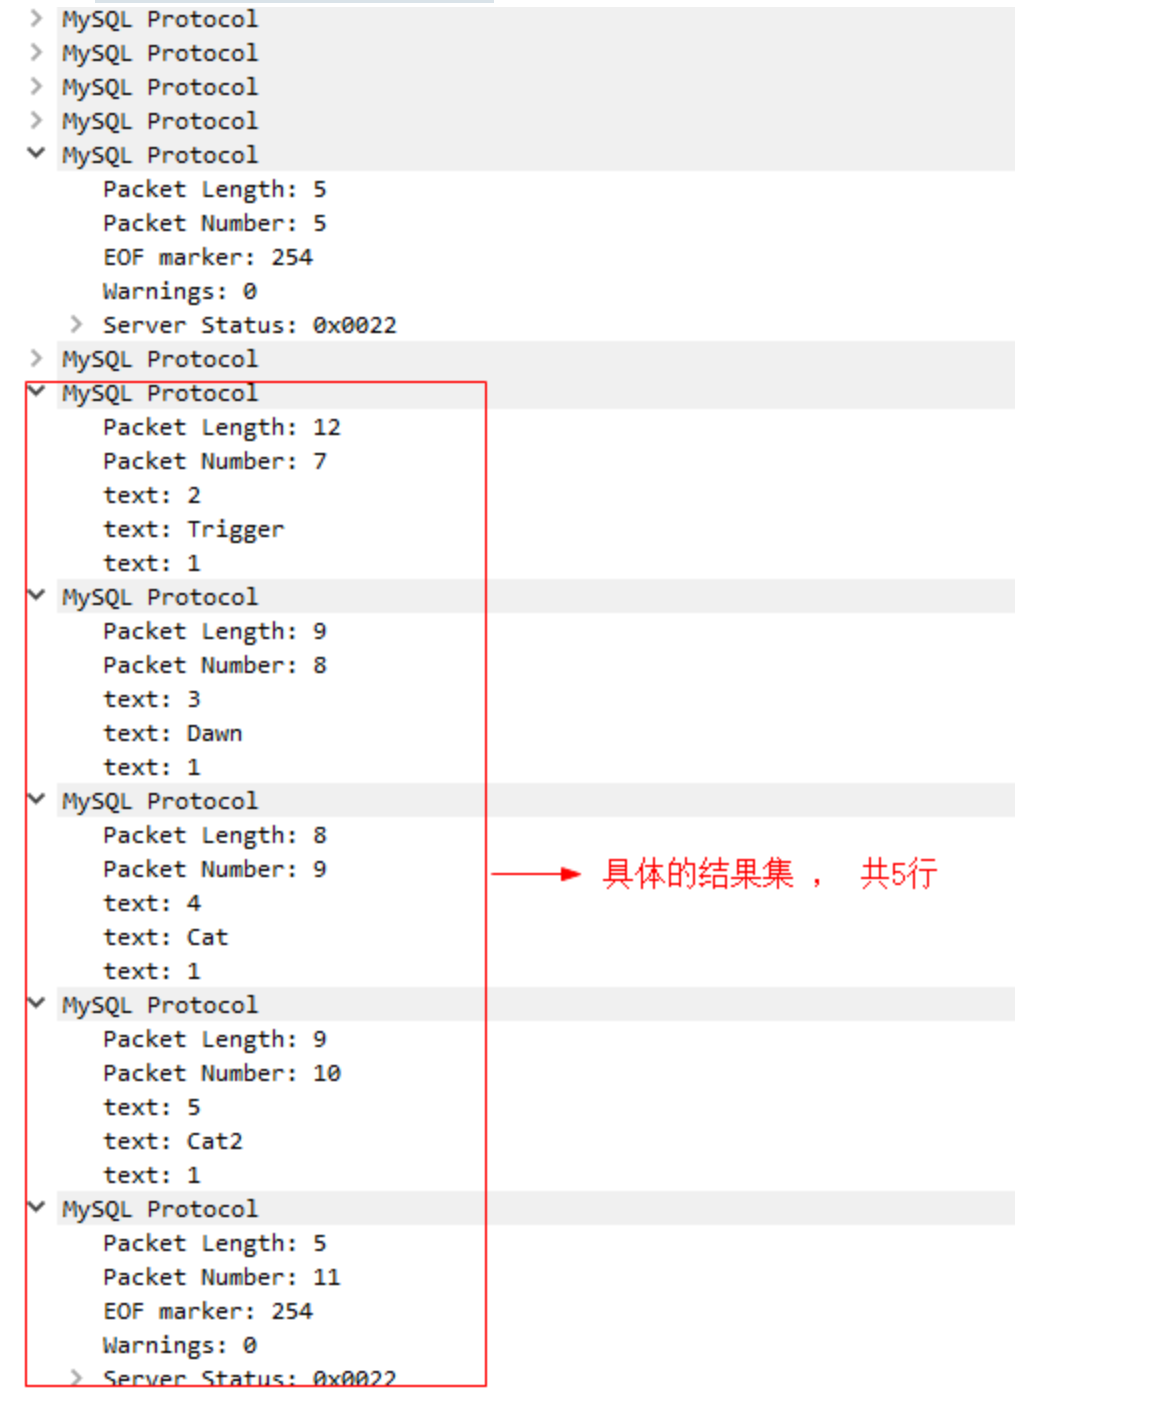 MySQL Protocol
MySQL Protocol
MySQL Protocol
MySQL Protocol
MySQL Protocol
Packet Length: 5
Packet Number: 5
EOF marker: 254
Warnings: 0
Server Status: 0x0022
MySQL Protocol
MySQL Protocol
Packet Length: 12
Packet Number: 7
text: 2
text: Trigger
text: 1
MySQL Protocol
Packet Length: 9
Packet Number: 8
text: 3
text: Dawn
text: 1
MySQL Protocol
Packet Length: 8
Packet Number: 9
具体的结果集 ， 共5行
text: 4
text: Cat
text: 1
MySQL Protocol
Packet Length: 9
Packet Number: 10
text: 5
text: Cat2
text: 1
MySQL Protocol
Packet Length: 5
Packet Number: 11
EOF marker: 254
Warnings: 0
Server Status: 0x0022